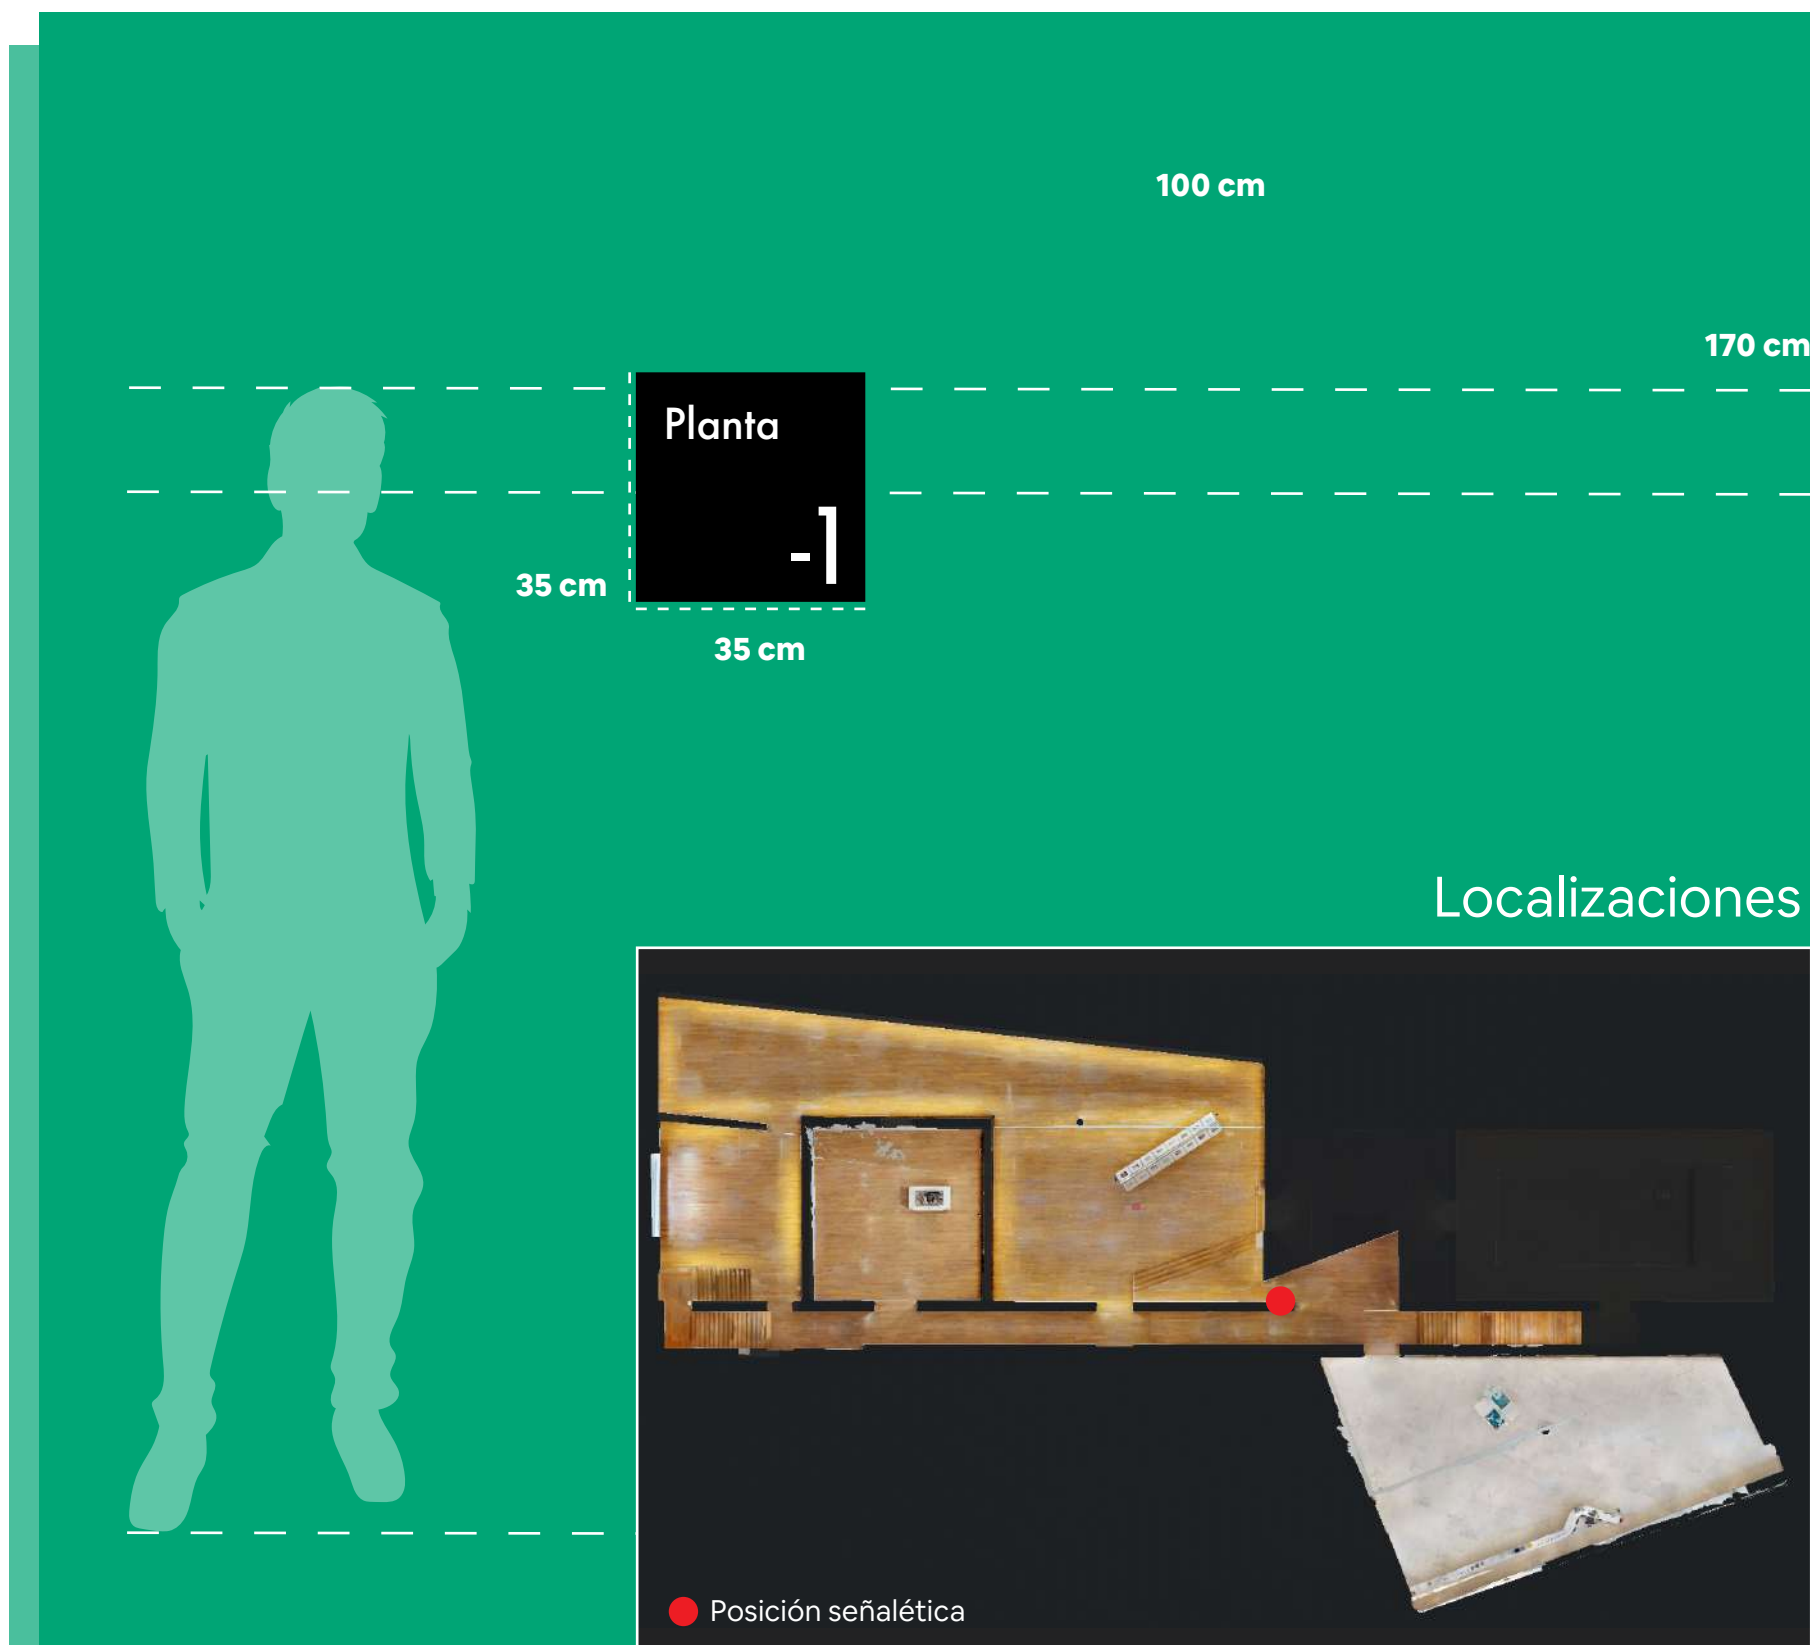 100 cm
170 cm
Planta
-1
35 cm
35 cm
Localizaciones
Posición señalética